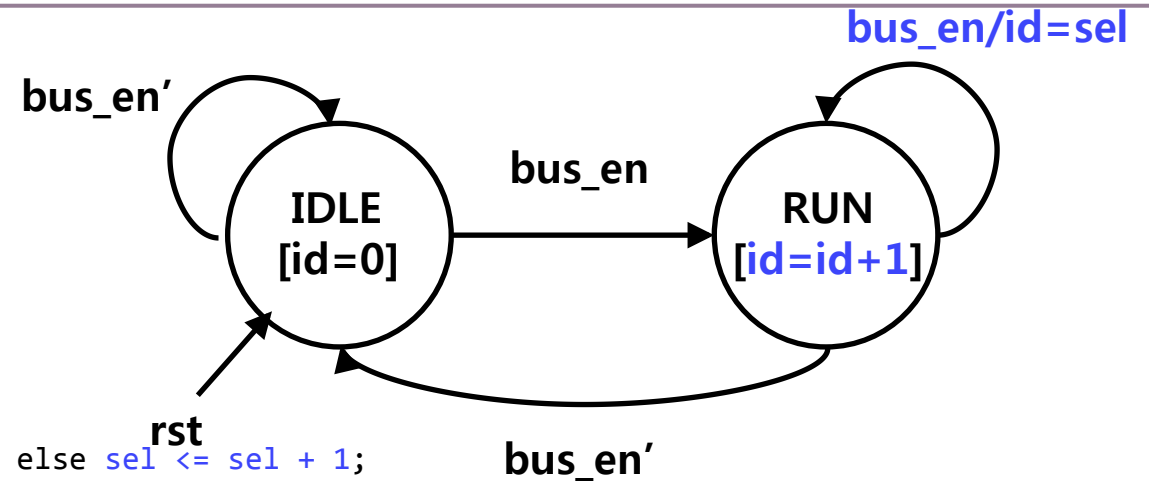 bus_en/id=sel
bus_en’
bus_en
IDLE
[id=0]
RUN
[id=id+1]
rst
else sel <= sel + 1;
bus_en’